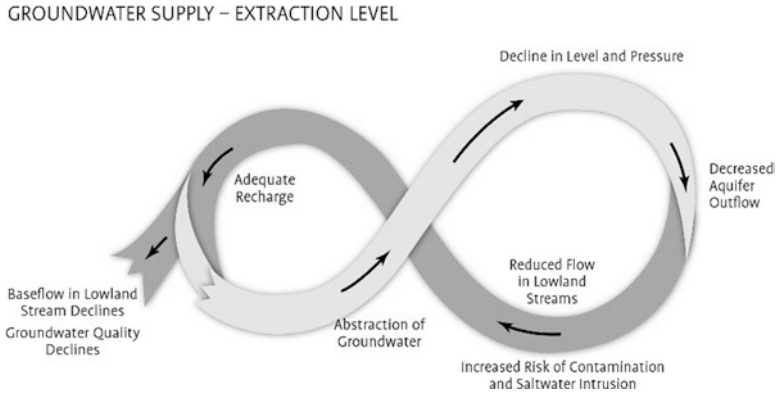 GROUNDWATER SUPPLY – EXTRACTION LEVEL
Decline in Level and Pressure
Adequate
Recharge
Decreased
Aquifer
Outflow
Baseflow in Lowland
Stream Declines
Groundwater Quality
Declines
Reduced Flow
in Lowland
Streams
Abstraction of
Groundwater
Increased Risk of Contamination
and Saltwater Intrusion